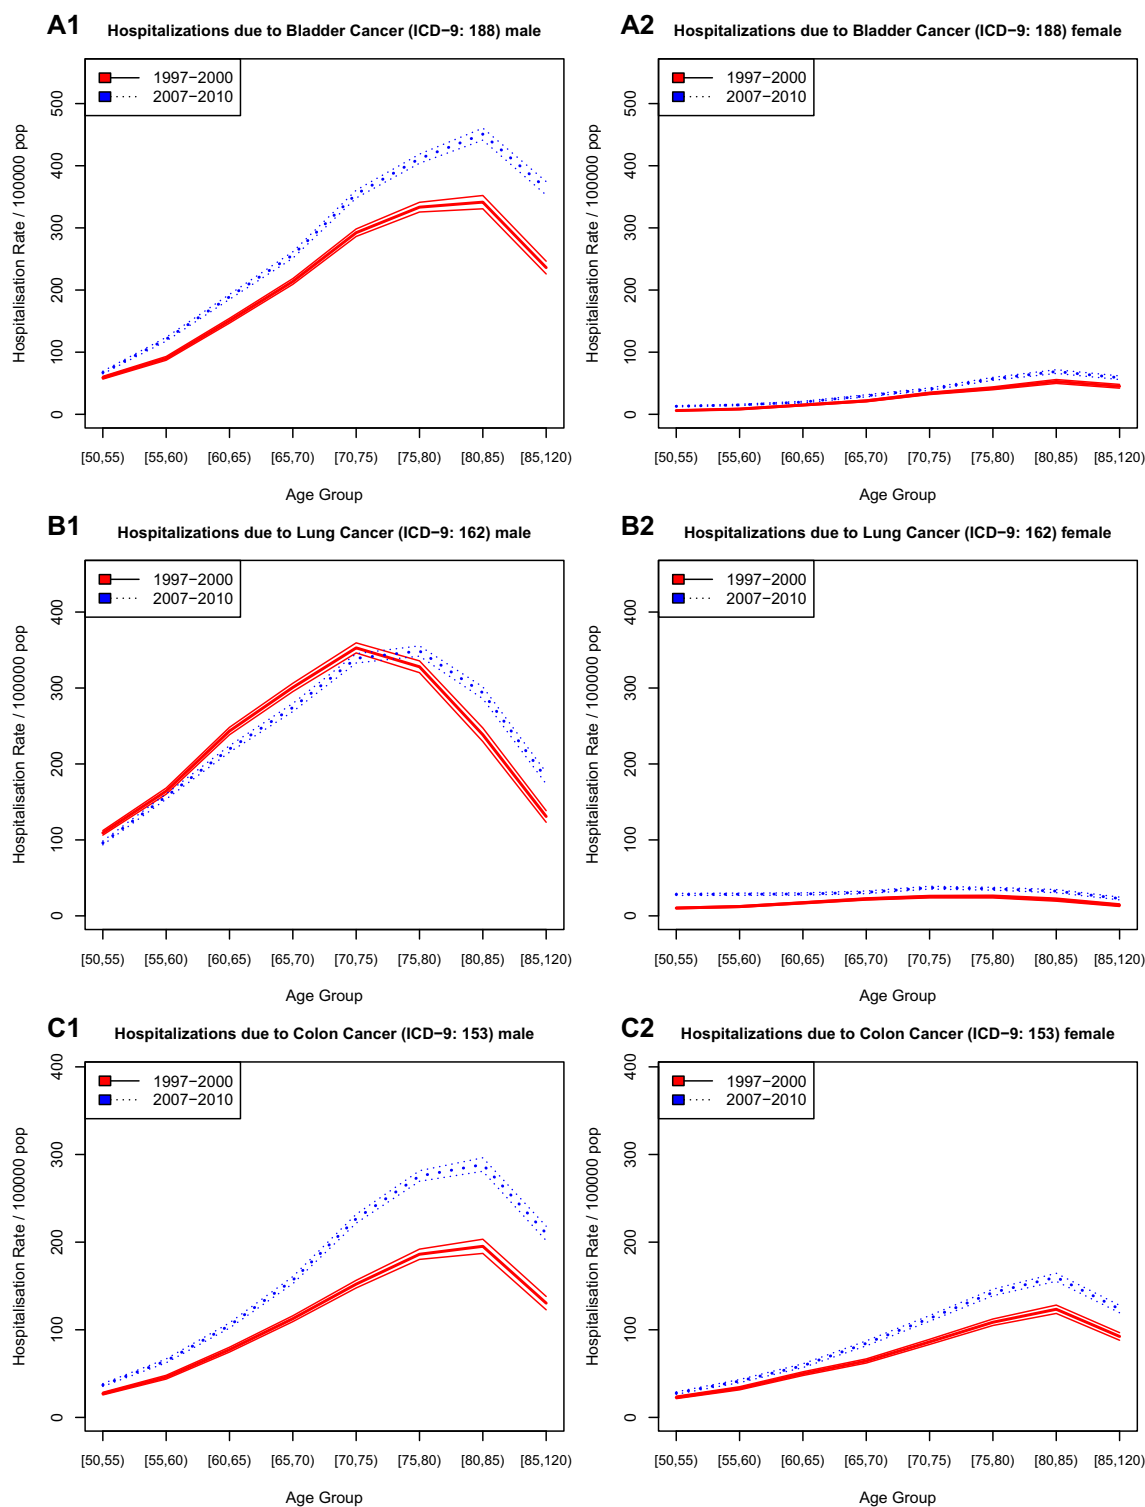 A1 Hospitalizations due to Bladder Cancer (ICD−9: 188) male
1997−2000
2007−2010
Hospitalisation Rate / 100000 pop
500
400
300
200
100
0
[50,55) [55,60) [60,65) [65,70) [70,75) [75,80) [80,85) [85,120)
Age Group
A2 Hospitalizations due to Bladder Cancer (ICD−9: 188) female
1997−2000
2007−2010
Hospitalisation Rate / 100000 pop
500
400
300
200
100
0
[50,55) [55,60) [60,65) [65,70) [70,75) [75,80) [80,85) [85,120)
Age Group
B1 Hospitalizations due to Lung Cancer (ICD−9: 162) male
1997−2000
2007−2010
Hospitalisation Rate / 100000 pop
400
300
200
100
0
[50,55) [55,60) [60,65) [65,70) [70,75) [75,80) [80,85) [85,120)
Age Group
B2 Hospitalizations due to Lung Cancer (ICD−9: 162) female
1997−2000
2007−2010
Hospitalisation Rate / 100000 pop
400
300
200
100
0
[50,55) [55,60) [60,65) [65,70) [70,75) [75,80) [80,85) [85,120)
Age Group
C1 Hospitalizations due to Colon Cancer (ICD−9: 153) male
1997−2000
2007−2010
Hospitalisation Rate / 100000 pop
400
300
200
100
0
[50,55) [55,60) [60,65) [65,70) [70,75) [75,80) [80,85) [85,120)
Age Group
C2 Hospitalizations due to Colon Cancer (ICD−9: 153) female
1997−2000
2007−2010
Hospitalisation Rate / 100000 pop
400
300
200
100
0
[50,55) [55,60) [60,65) [65,70) [70,75) [75,80) [80,85) [85,120)
Age Group